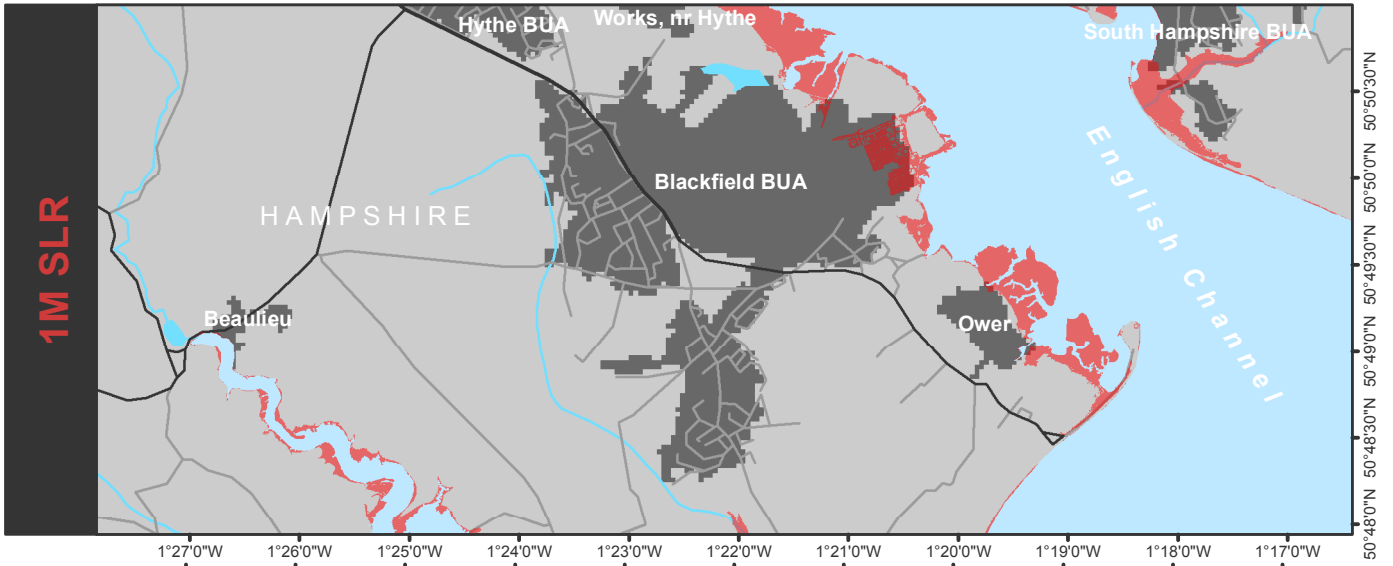 1M SLR
Hythe BUA
Works, nr Hythe
South Hampshire BUA
Blackfield BUA
HAMPSHIRE
English Channel
Beaulieu
Ower
50°50'30"N
50°50'0"N
50°49'30"N
50°49'0"N
50°48'30"N
50°48'0"N
1°27'0"W
1°26'0"W
1°25'0"W
1°24'0"W
1°23'0"W
1°22'0"W
1°21'0"W
1°20'0"W
1°19'0"W
1°18'0"W
1°17'0"W